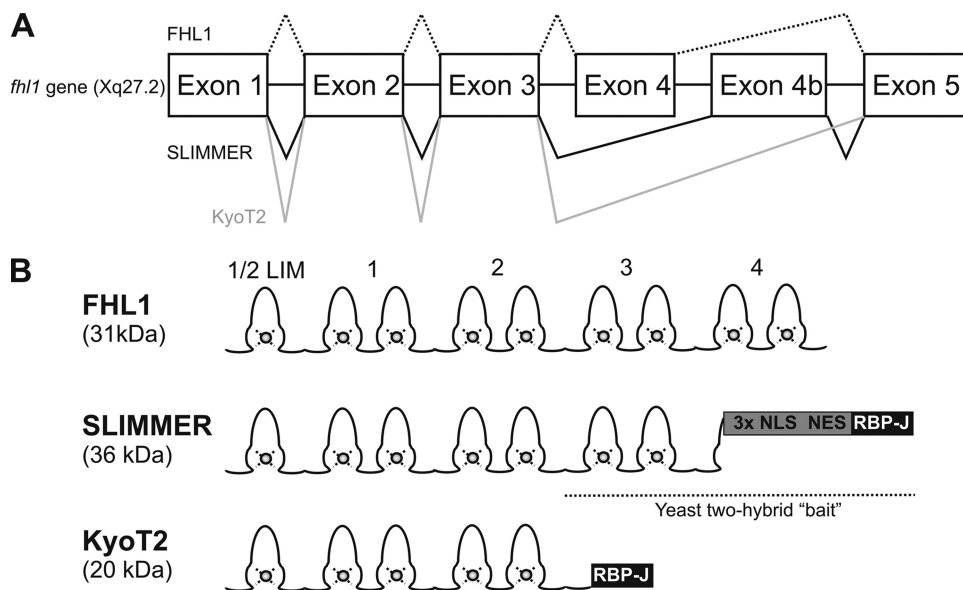 A
FHL1
fhl1 gene (Xq27.2)
Exon 1 Exon 2 Exon 3 Exon 4 Exon 4b Exon 5
SLIMMER
KyoT2
B
1/2 LIM 1 2 3 4
FHL1
(31kDa)
SLIMMER
(36 kDa)
3x NLS NES RBP-J
Yeast two-hybrid “bait”
KyoT2
(20 kDa)
RBP-J